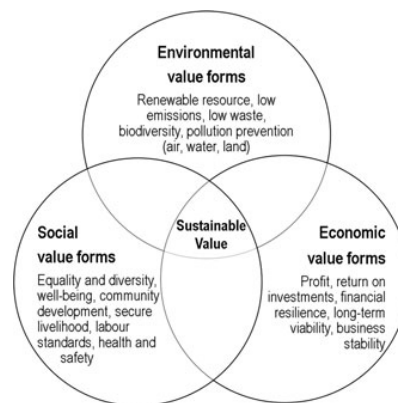 Environmental
value forms
Renewable resource, low
emissions, low waste,
biodiversity, pollution prevention
(air, water, land)
Sustainable
Value
Social
value forms
Equality and diversity,
well-being, community
development, secure
livelihood, labour
standards, health and
safety
Economic
value forms
Profit, return on
investments, financial
resilience, long-term
viability, business
stability